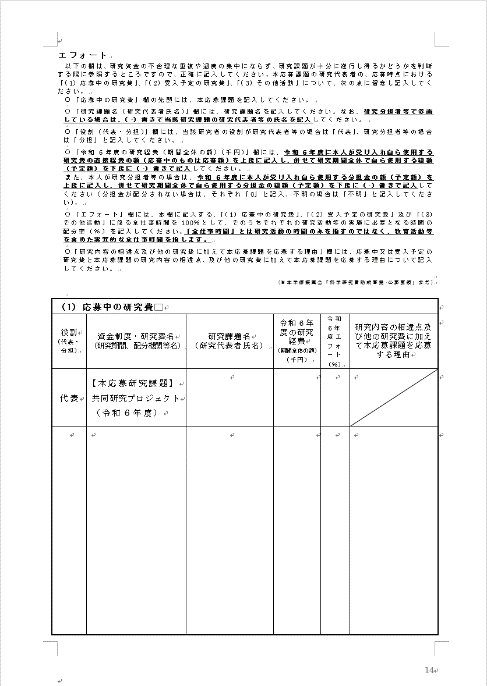 エフォート
以下の欄は、研究資金の不合理な重複や過度の集中にならず、研究課題が十分に遂行し得るかどうかを判断
する際に参照するところですので、正確に記入してください。本応募課題の研究代表者の、応募時点における
「(1)応募中の研究費」、「(2)受入予定の研究費」、「(3)その他活動」について、次の点に留意し記入してく
ださい。
○「応募中の研究費」欄の先頭には、本応募課題を記入してください。
○「研究課題名(研究代表者氏名)」欄には、研究課題名を記入してください。なお、研究分担者等で参画
している場合は、( )書きで当該研究課題の研究代表者等の氏名を記入してください。
○「役割(代表・分担)」欄には、当該研究者の役割が研究代表者等の場合は「代表」、研究分担者等の場合
は「分担」と記入してください。
○「令和6年度の研究経費(期間全体の額)(千円)」欄には、令和6年度に本人が受け入れ自ら使用する
研究費の直接経費の額(応募中のものは応募額)を上段に記入し、併せて研究期間全体で自ら使用する総額
(予定額)を下段に( )書きで記入してください。
また、本人が研究分担者等の場合は、令和6年度に本人が受け入れ自ら使用する分担金の額(予定額)を
上段に記入し、併せて研究期間全体で自ら使用する分担金の総額(予定額)を下段に( )書きで記入して
ください(分担金が配分されない場合は、それぞれ「0」と記入、不明の場合は「不明」と記入してくださ
い)。
○「エフォート」欄には、本欄に記入する、「(1)応募中の研究費」、「(2)受入予定の研究費」及び「(3)
その他活動」に係る全仕事時間を100%として、そのうちそれぞれの研究活動等の実施に必要となる時間の
配分率(%)を記入してください。「全仕事時間」とは研究活動の時間のみを指すのではなく、教育活動等
を含めた実質的な全仕事時間を指します。
○「研究内容の相違点及び他の研究費に加えて本応募課題を応募する理由」欄には、応募中又は受入予定の
研究費と本応募課題の研究内容の相違点、及び他の研究費に加えて本応募課題を応募する理由について記入
してください。
(1)応募中の研究費□
役割(代表・分担)
資金制度・研究費名(研究期間、配分機関等名)
研究課題名(研究代表者氏名)
令和6年度の研究経費(期間全体の額)(千円)
令和6年度エフォート(%)
研究内容の相違点及び他の研究費に加えて本応募課題を応募する理由
代表
【本応募研究課題】
共同研究プロジェクト
(令和6年度)
14